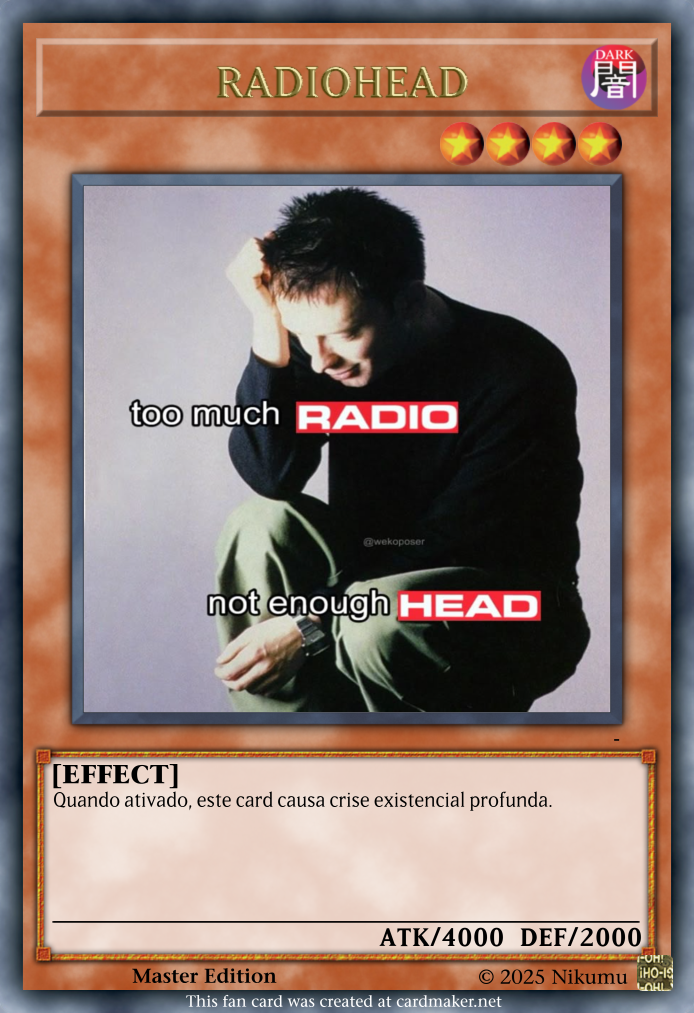 RADIOHEAD
DARK
闇
too much RADIO
@wekoposer
not enough HEAD
-
[EFFECT]
Quando ativado, este card causa crise existencial profunda.
ATK/4000 DEF/2000
Master Edition
© 2025 Nikumu
This fan card was created at cardmaker.net